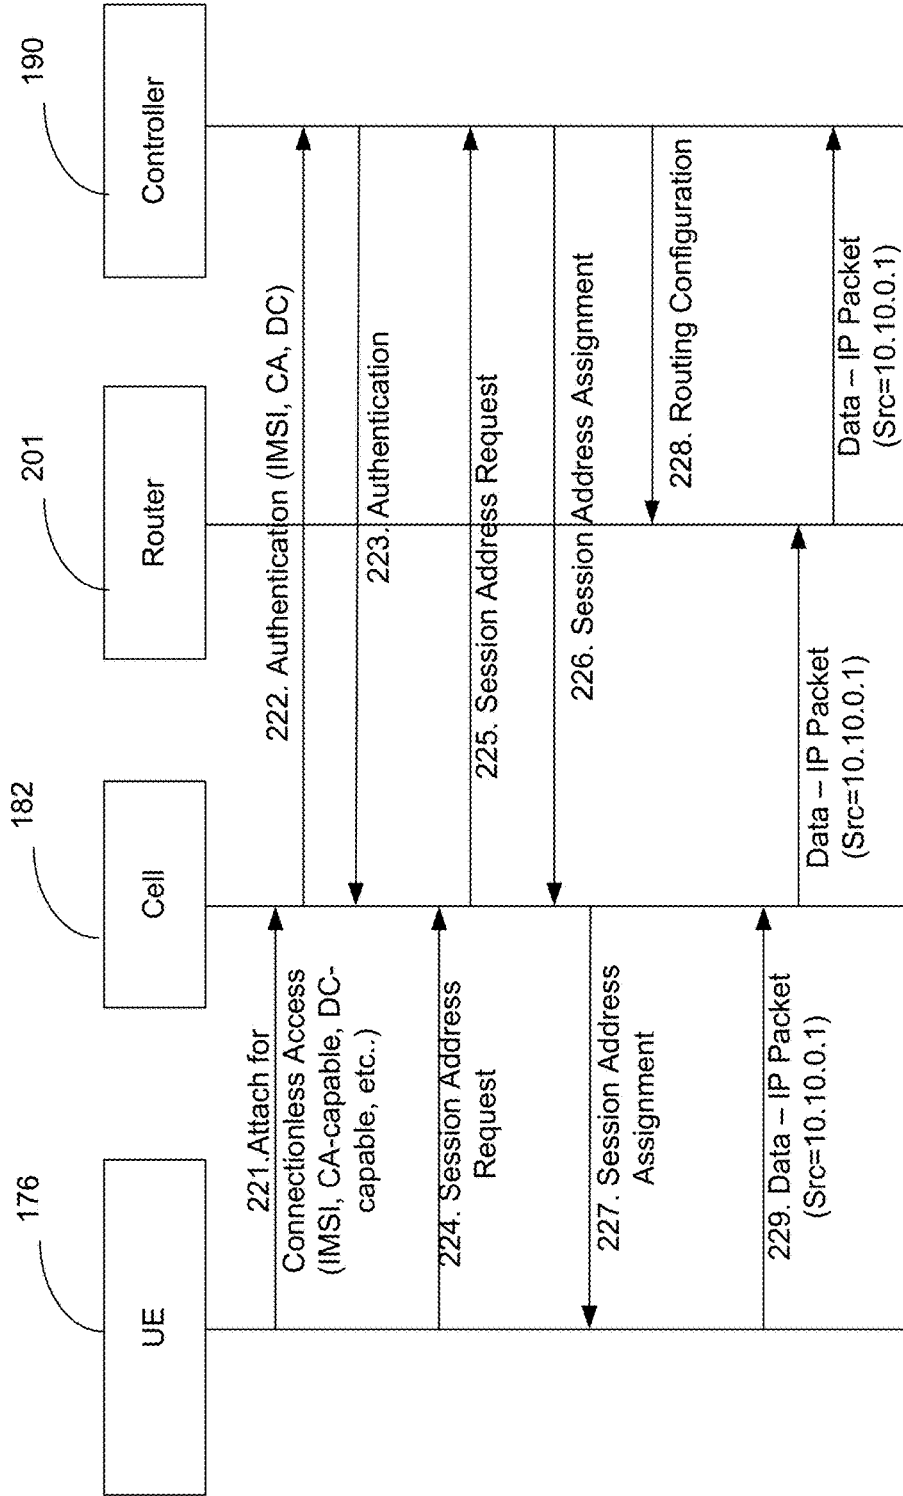 176
182
201
190
UE
Cell
Router
Controller
221.Attach for
Connectionless Access
(IMSI, CA-capable, DC-
capable, etc..)
222. Authentication (IMSI, CA, DC)
223. Authentication
224. Session Address
Request
225. Session Address Request
226. Session Address Assignment
227. Session Address
Assignment
228. Routing Configuration
229. Data – IP Packet
(Src=10.10.0.1)
Data – IP Packet
(Src=10.10.0.1)
Data – IP Packet
(Src=10.10.0.1)